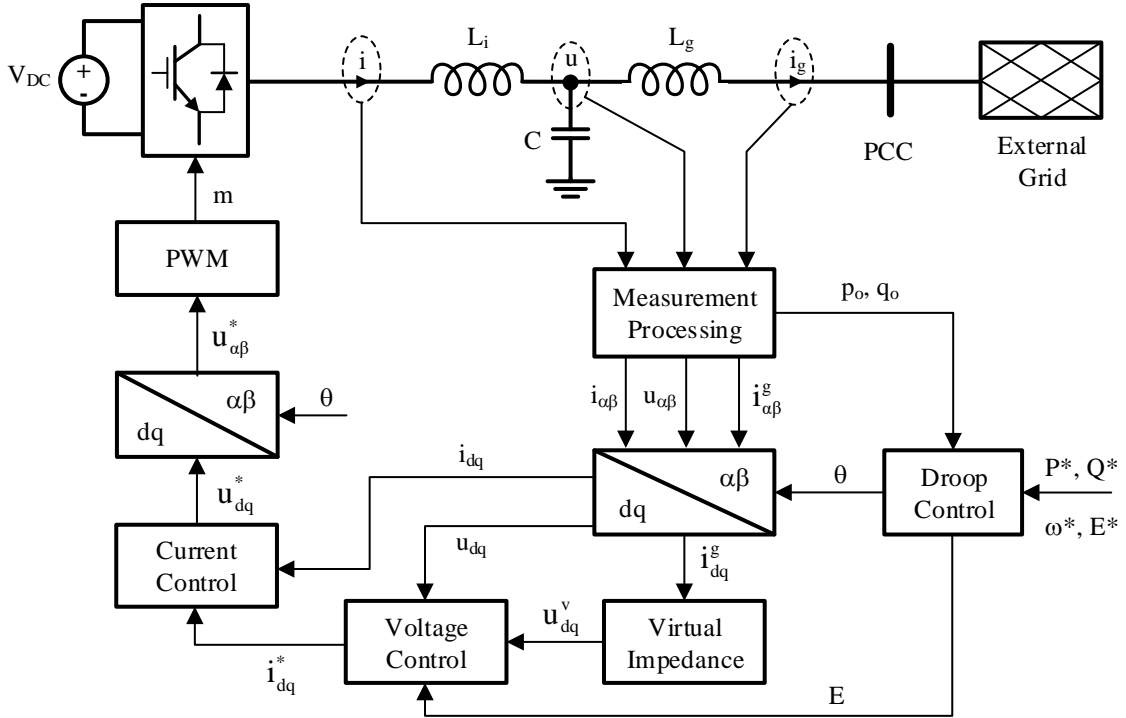 V_DC
+
-
i
L_i
u
L_g
i_g
C
PCC
External
Grid
m
PWM
Measurement
Processing
p_o, q_o
u*_αβ
αβ
dq
θ
i_αβ
u_αβ
i^g_αβ
i_dq
αβ
dq
θ
Droop
Control
P*, Q*
ω*, E*
u*_dq
Current
Control
u_dq
i^g_dq
i*_dq
Voltage
Control
u^v_dq
Virtual
Impedance
E